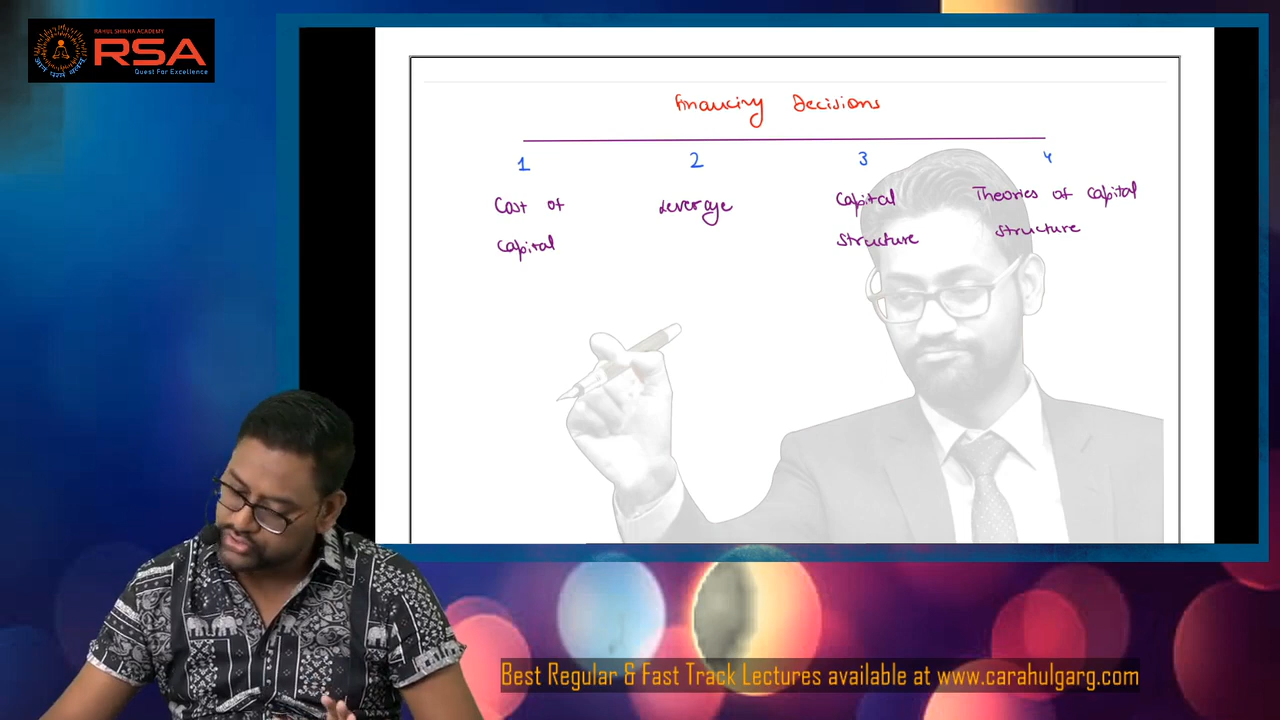 RAHUL SHIKHA ACADEMY
RSA
Quest For Excellence
Financing Decisions
1 2 3 4
Cost of Leverage Capital Theories of Capital
Capital Structure Structure
Best Regular & Fast Track Lectures available at www.carahulgarg.com